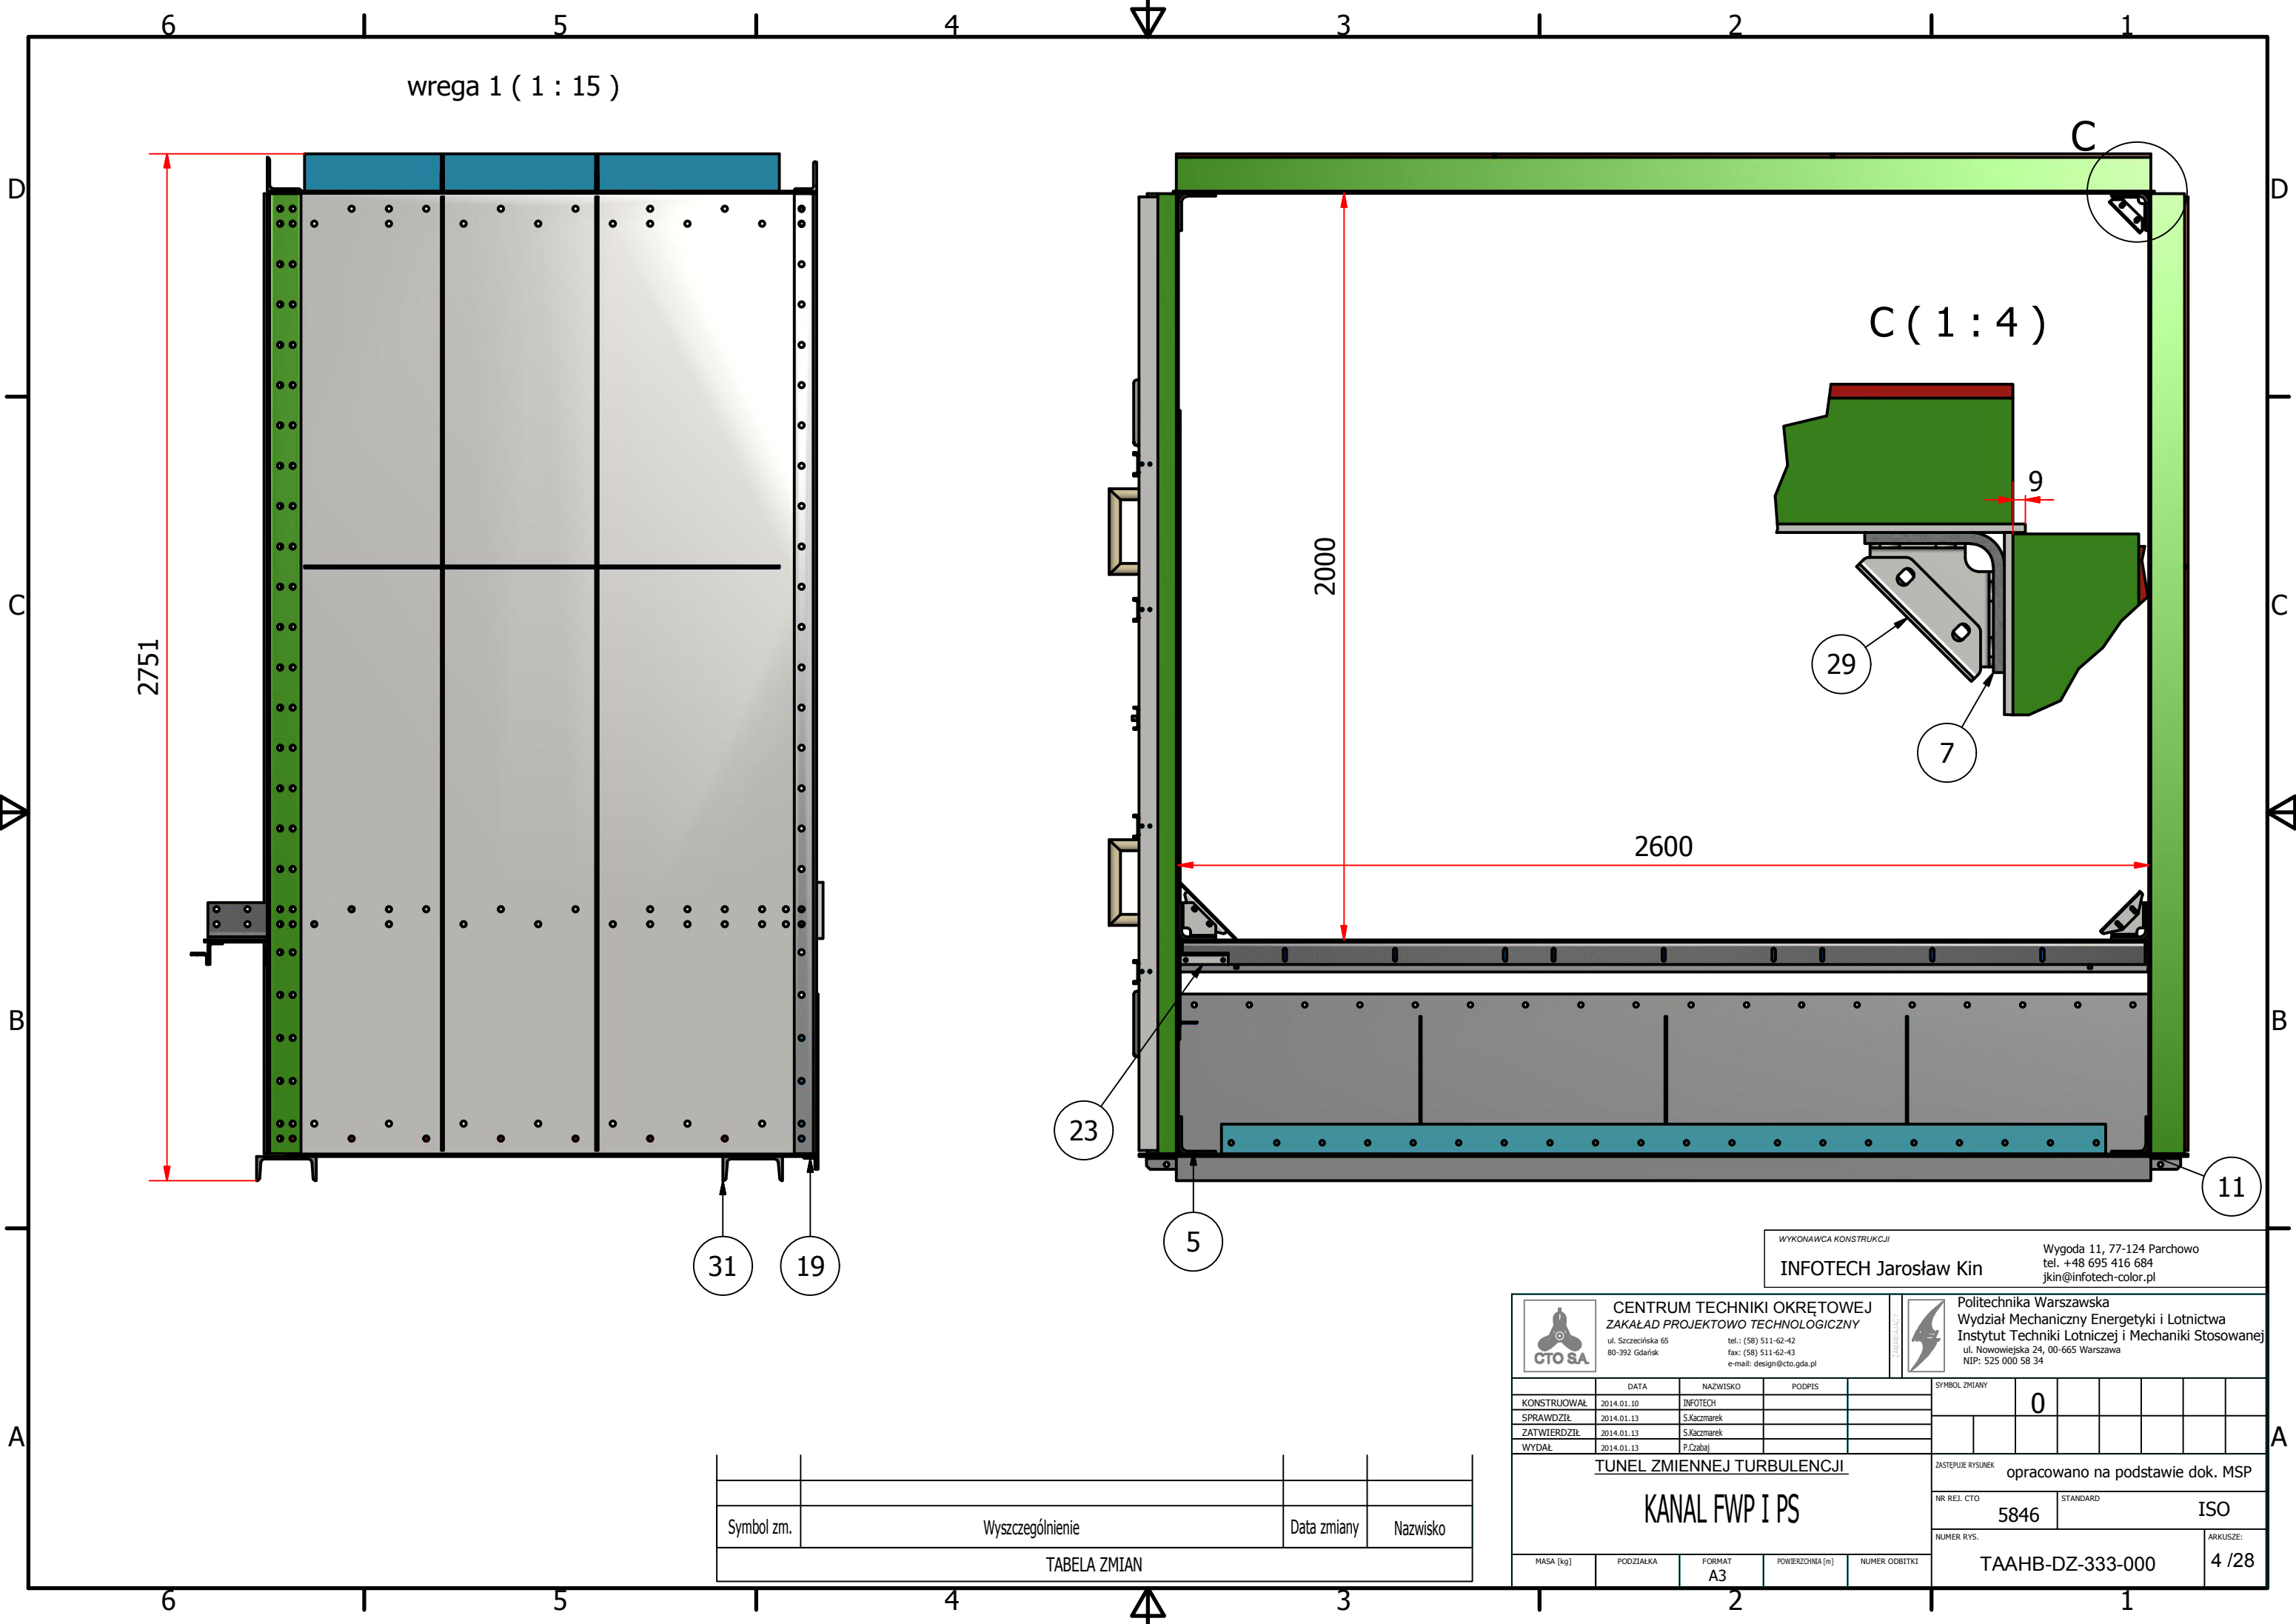 6 5 4 3 2 1
wrega 1 ( 1 : 15 )
C
D D
C ( 1 : 4 )
9
2000
C C
2751
29
7
2600
B B
23
11
5
31 19
WYKONAWCA KONSTRUKCJI
INFOTECH Jarosław Kin
Wygoda 11, 77-124 Parchowo
tel. +48 695 416 684
jkin@infotech-color.pl
CTO S.A.
CENTRUM TECHNIKI OKRĘTOWEJ
ZAKAŁAD PROJEKTOWO TECHNOLOGICZNY
ul. Szczecińska 65 tel.: (58) 511-62-42
80-392 Gdańsk fax: (58) 511-62-43
e-mail: design@cto.gda.pl
ZAMAWIAJĄCY
Politechnika Warszawska
Wydział Mechaniczny Energetyki i Lotnictwa
Instytut Techniki Lotniczej i Mechaniki Stosowanej
ul. Nowowiejska 24, 00-665 Warszawa
NIP: 525 000 58 34
DATA NAZWISKO PODPIS
KONSTRUOWAŁ 2014.01.10 INFOTECH
SPRAWDZIŁ 2014.01.13 S.Kaczmarek
ZATWIERDZIŁ 2014.01.13 S.Kaczmarek
WYDAŁ 2014.01.13 P.Czabaj
SYMBOL ZMIANY
0
A A
TUNEL ZMIENNEJ TURBULENCJI
KANAL FWP I PS
ZASTĘPUJE RYSUNEK opracowano na podstawie dok. MSP
NR REJ. CTO 5846
STANDARD ISO
NUMER RYS.
TAAHB-DZ-333-000
ARKUSZE:
4 /28
MASA [kg] PODZIAŁKA FORMAT POWIERZCHNIA [m] NUMER ODBITKI
A3
Symbol zm. Wyszczególnienie Data zmiany Nazwisko
TABELA ZMIAN
6 5 4 3 2 1